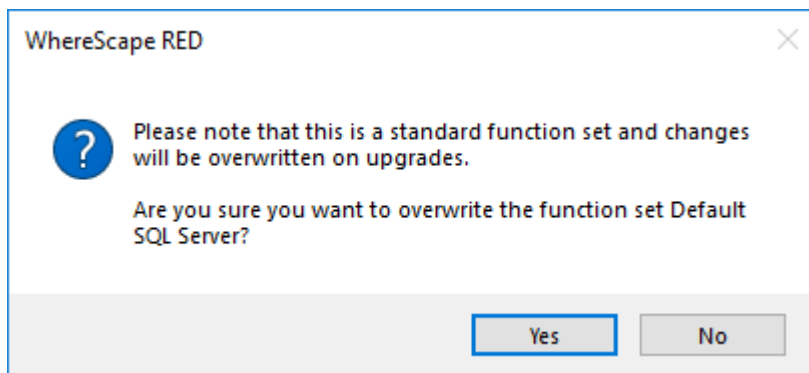 WhereScape RED
Please note that this is a standard function set and changes
will be overwritten on upgrades.
Are you sure you want to overwrite the function set Default
SQL Server?
Yes
No